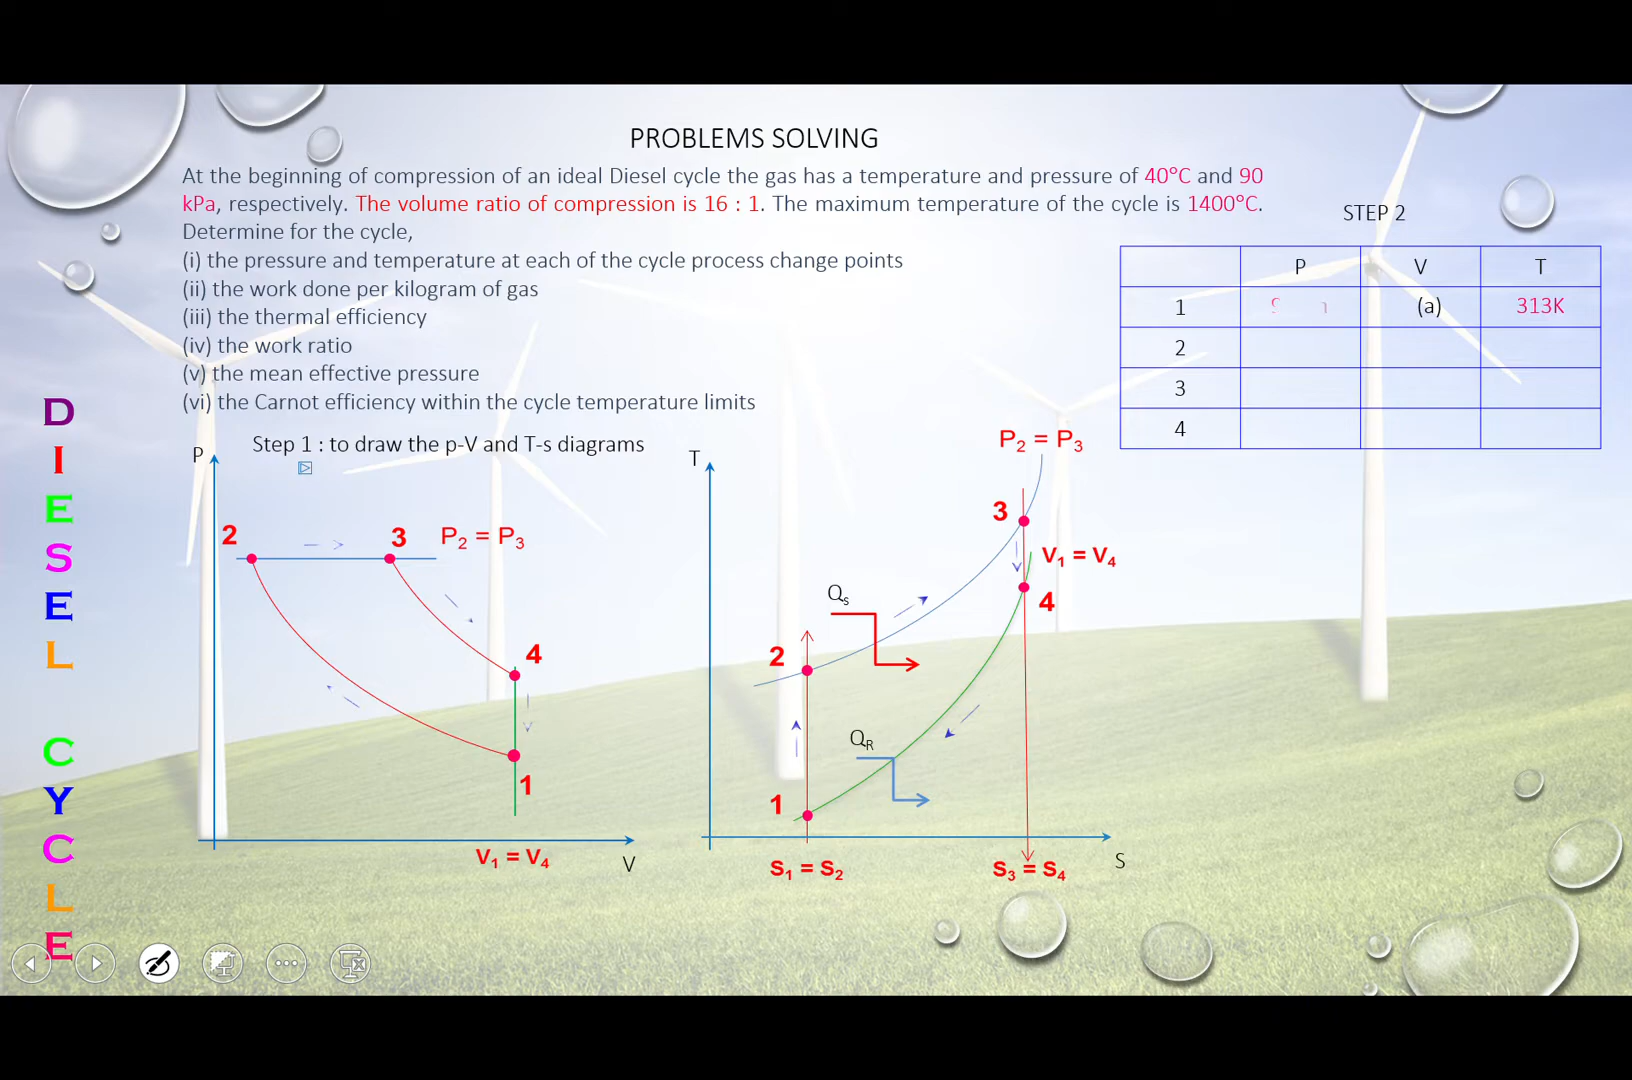 PROBLEMS SOLVING
At the beginning of compression of an ideal Diesel cycle the gas has a temperature and pressure of 40°C and 90
kPa, respectively. The volume ratio of compression is 16 : 1. The maximum temperature of the cycle is 1400°C.
Determine for the cycle,
(i) the pressure and temperature at each of the cycle process change points
(ii) the work done per kilogram of gas
(iii) the thermal efficiency
(iv) the work ratio
(v) the mean effective pressure
(vi) the Carnot efficiency within the cycle temperature limits
STEP 2
P V T
1 (a) 313K
2
3
4
DIESEL CYCLE
Step 1 : to draw the p-V and T-s diagrams
P
2
3
P₂ = P₃
4
1
V₁ = V₄
V
T
P₂ = P₃
3
V₁ = V₄
4
Qs
2
QR
1
S₁ = S₂
S₃ = S₄
S